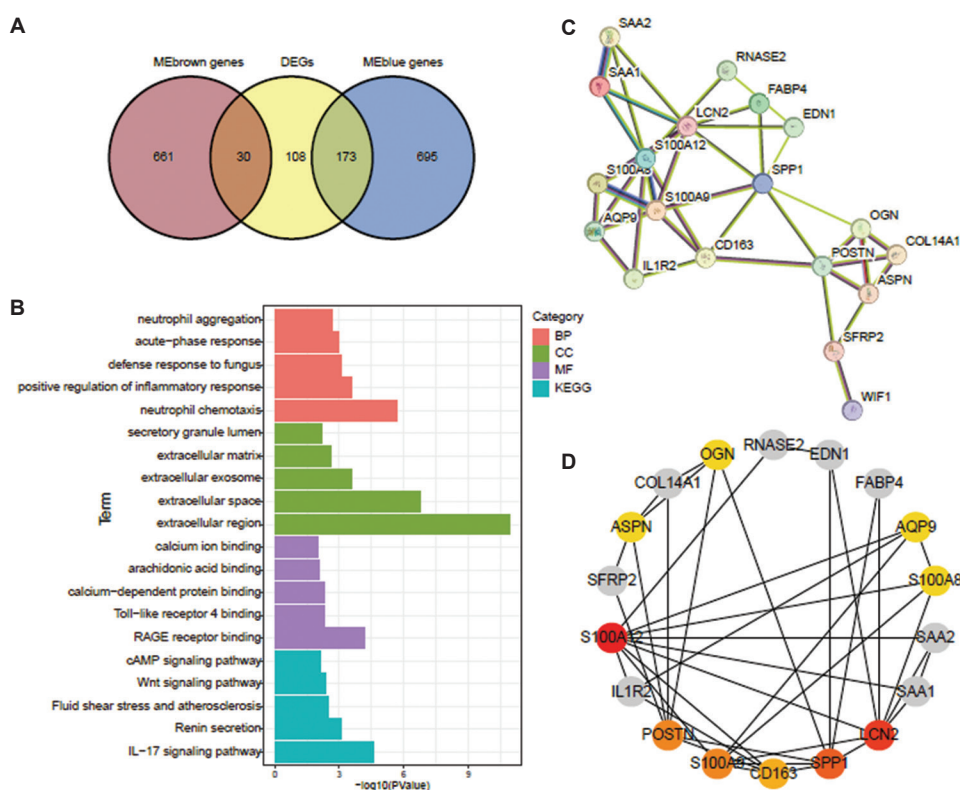 A
MEbrown genes DEGs MEblue genes
661 30 108 173 695
B
neutrophil aggregation
acute-phase response
defense response to fungus
positive regulation of inflammatory response
neutrophil chemotaxis
secretory granule lumen
extracellular matrix
extracellular exosome
extracellular space
extracellular region
calcium ion binding
arachidonic acid binding
calcium-dependent protein binding
Toll-like receptor 4 binding
RAGE receptor binding
cAMP signaling pathway
Wnt signaling pathway
Fluid shear stress and atherosclerosis
Renin secretion
IL-17 signaling pathway
Term
0 3 6 9
−log10(PValue)
Category
BP
CC
MF
KEGG
C
SAA2
RNASE2
SAA1
FABP4
LCN2
EDN1
S100A12
S100A8
SPP1
S100A9
AQP9
OGN
CD163
COL14A1
IL1R2
POSTN
ASPN
SFRP2
WIF1
D
RNASE2
EDN1
OGN
COL14A1
FABP4
ASPN
AQP9
SFRP2
S100A8
S100A12
SAA2
IL1R2
SAA1
POSTN
LCN2
S100A9
CD163
SPP1